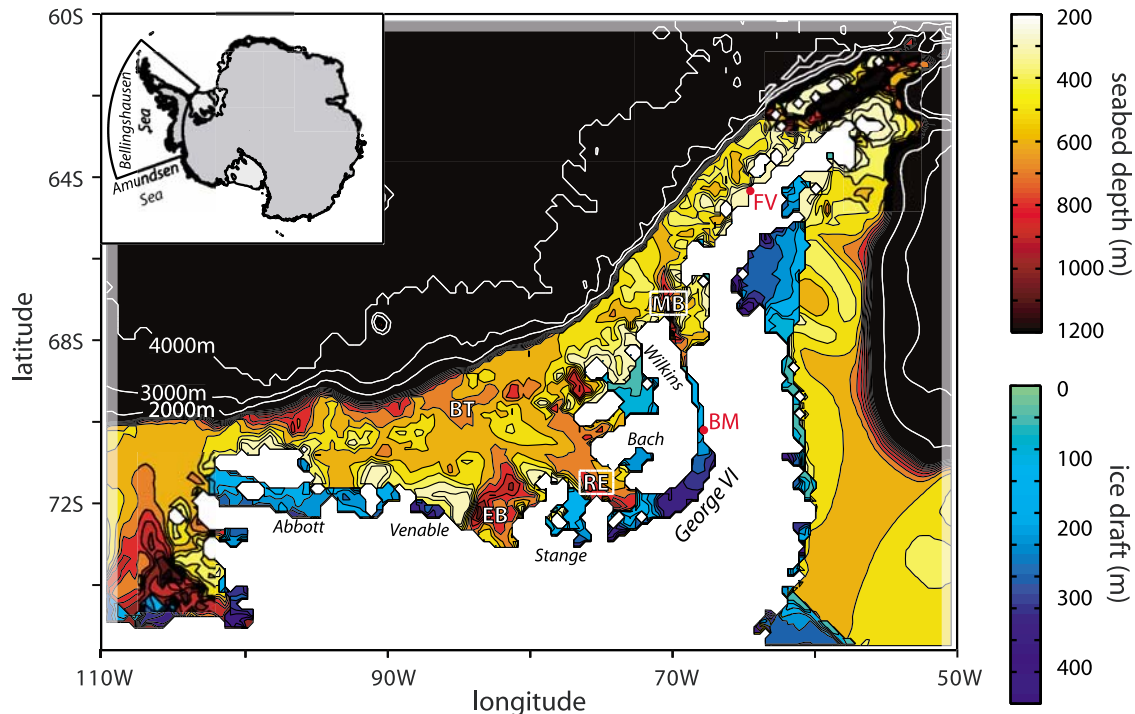 60S
64S
68S
72S
latitude
110W
90W
70W
50W
longitude
Bellingshausen
Sea
Amundsen
Sea
4000m
3000m
2000m
BT
EB
RE
MB
FV
BM
Wilkins
Bach
George VI
Abbott
Venable
Stange
200
400
600
800
1000
1200
seabed depth (m)
0
100
200
300
400
ice draft (m)